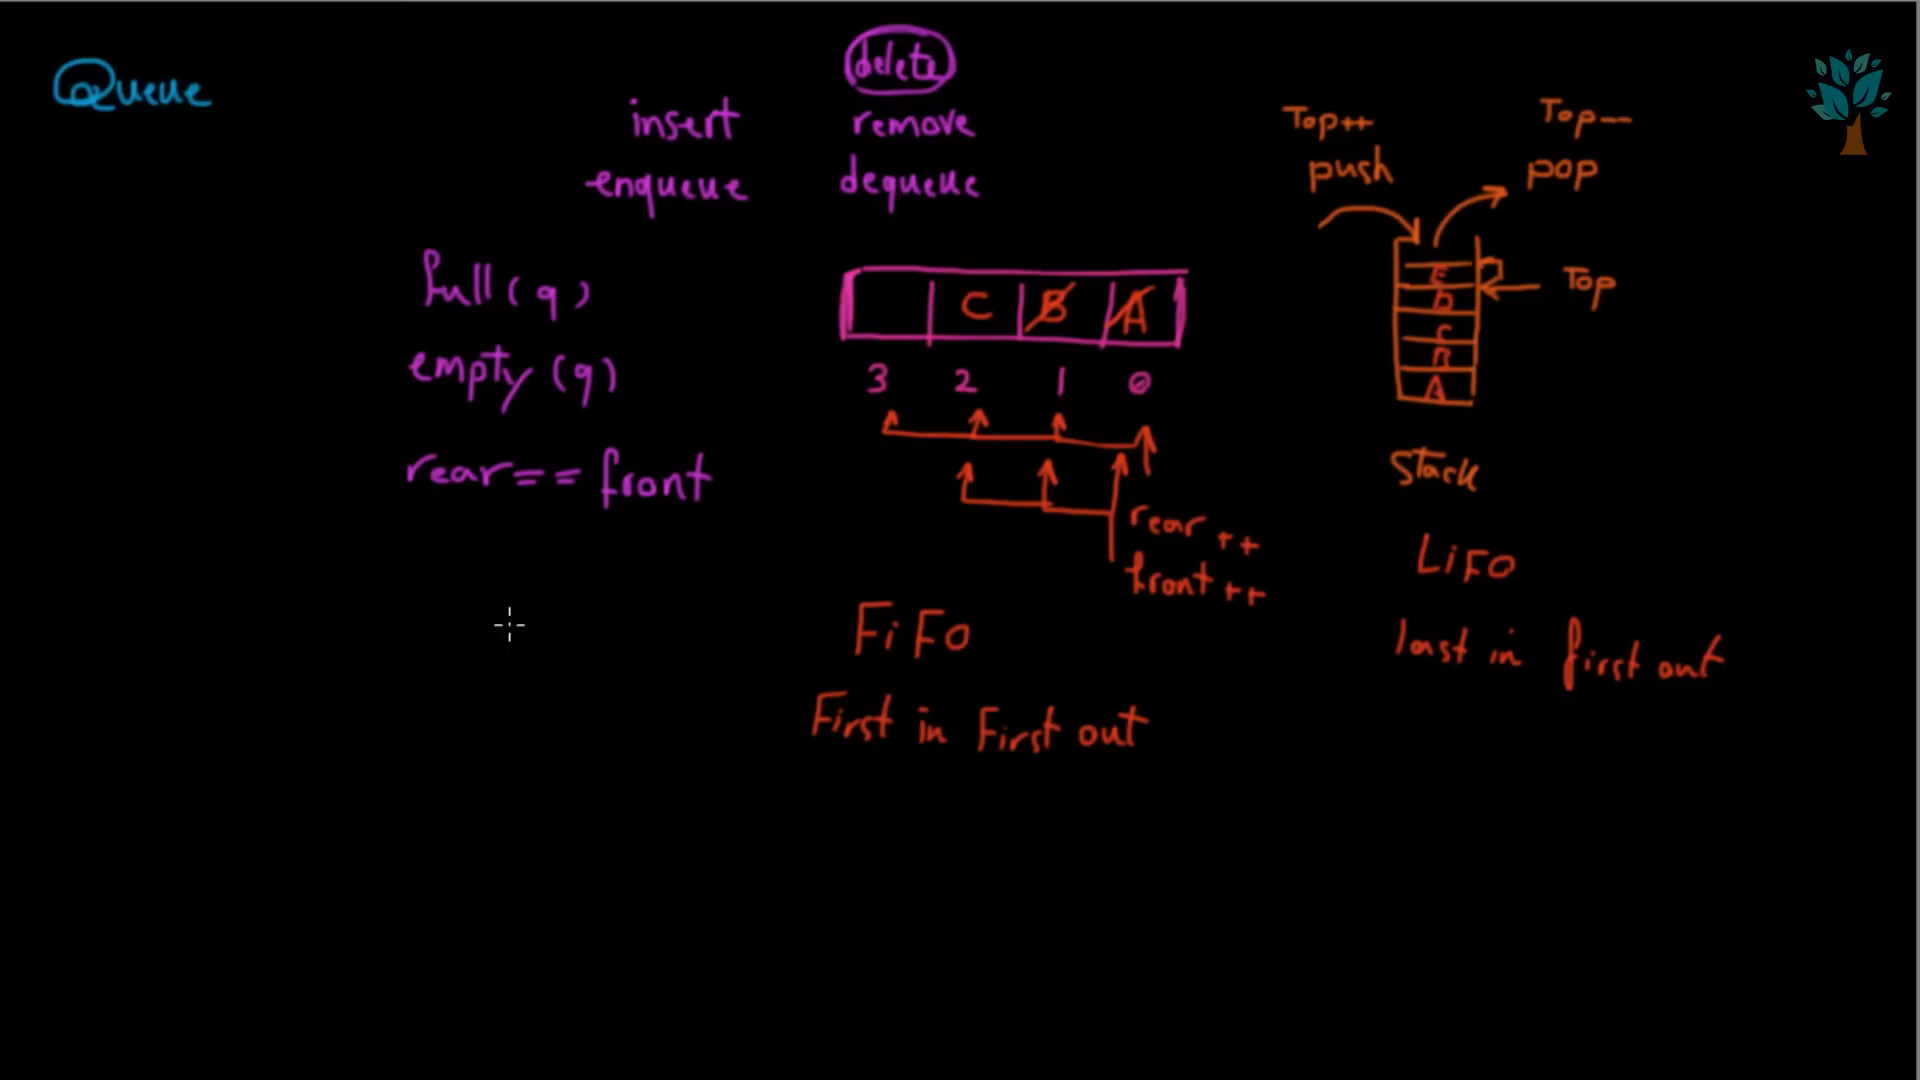 Queue
delete
insert remove
enqueue dequeue
full(q)
empty(q)
rear == front
C B A
3 2 1 0
rear ++
front ++
FiFo
First in First out
Top++ Top--
push pop
Top
E
D
C
B
A
Stack
LiFo
last in first out